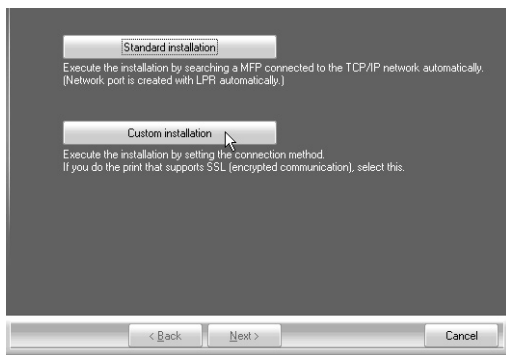 Standard installation
Execute the installation by searching a MFP connected to the TCP/IP network automatically.
(Network port is created with LPR automatically.)
Custom installation
Execute the installation by setting the connection method.
If you do the print that supports SSL (encrypted communication), select this.
< Back
Next >
Cancel